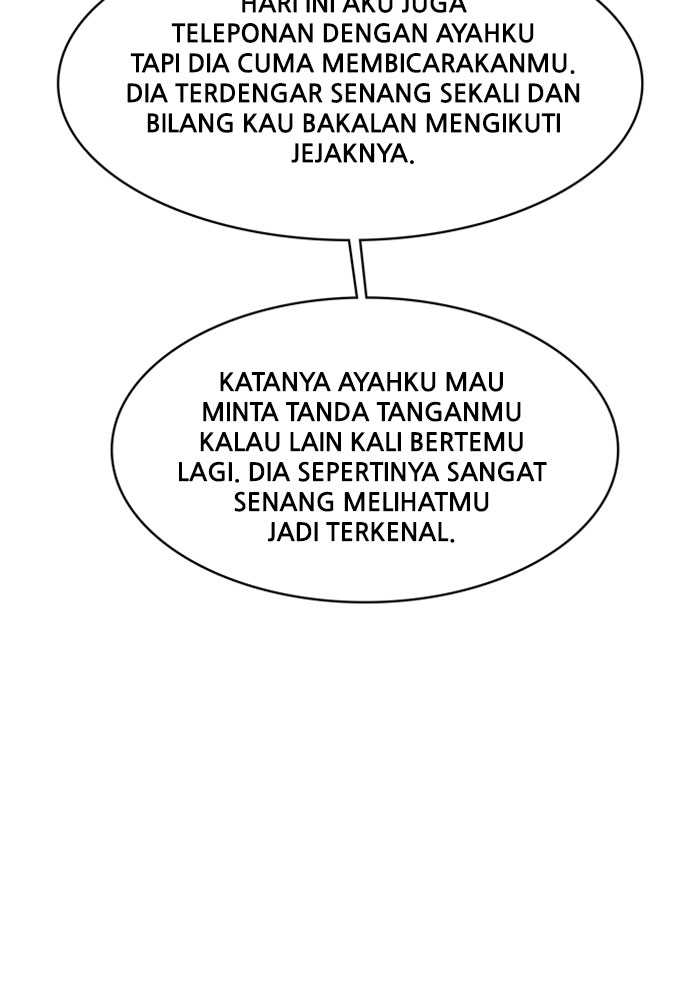 HARI INI AKU JUGA
TELEPONAN DENGAN AYAHKU
TAPI DIA CUMA MEMBICARAKANMU.
DIA TERDENGAR SENANG SEKALI DAN
BILANG KAU BAKALAN MENGIKUTI
JEJAKNYA.
KATANYA AYAHKU MAU
MINTA TANDA TANGANMU
KALAU LAIN KALI BERTEMU
LAGI. DIA SEPERTINYA SANGAT
SENANG MELIHATMU
JADI TERKENAL.